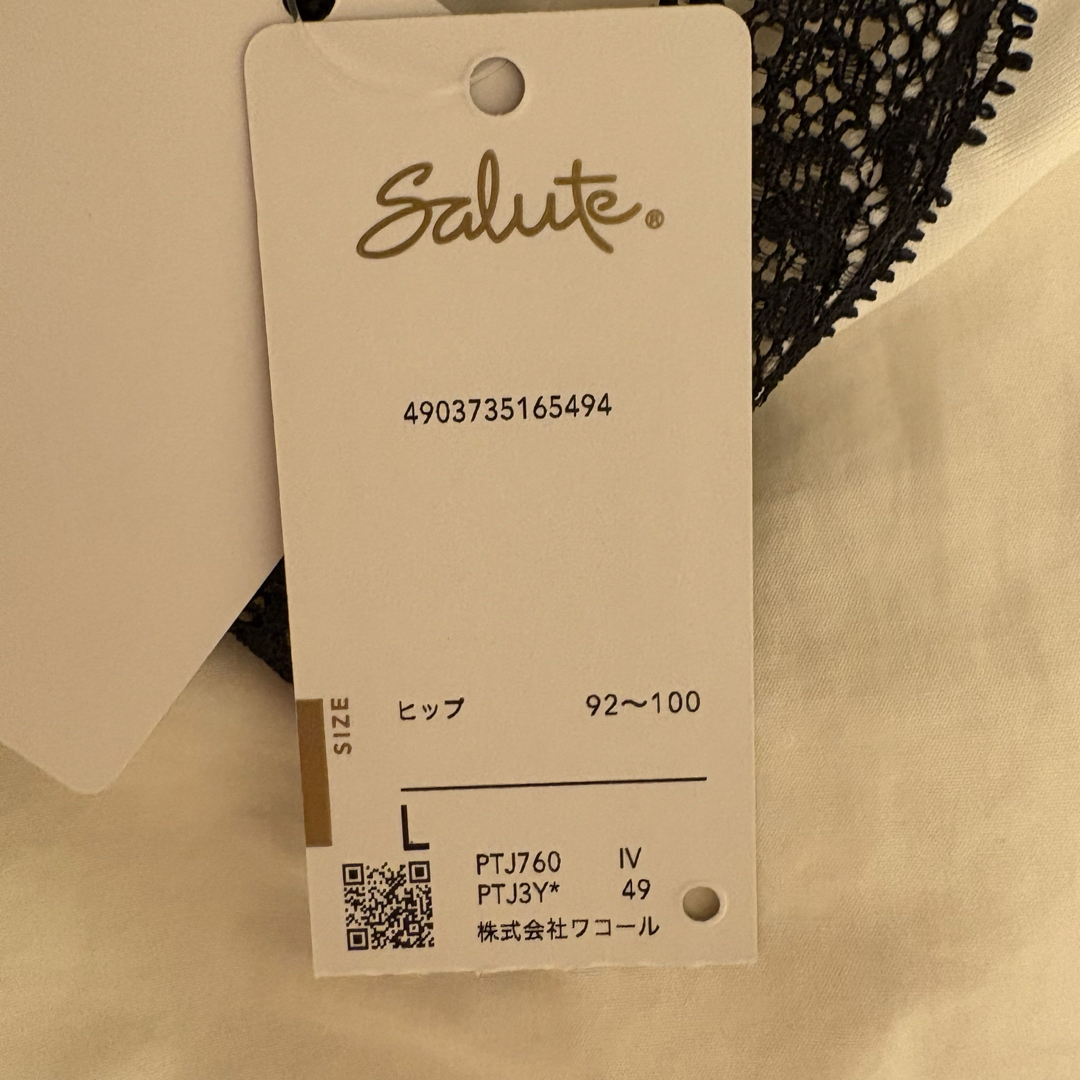 Salute®
4903735165494
SIZE
ヒップ 92〜100
L
PTJ760 IV
PTJ3Y* 49
株式会社ワコール